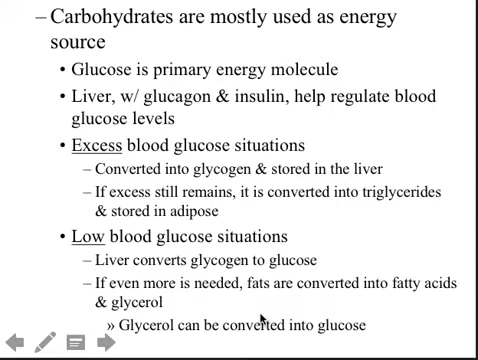 – Carbohydrates are mostly used as energy
source
• Glucose is primary energy molecule
• Liver, w/ glucagon & insulin, help regulate blood
glucose levels
• Excess blood glucose situations
– Converted into glycogen & stored in the liver
– If excess still remains, it is converted into triglycerides
& stored in adipose
• Low blood glucose situations
– Liver converts glycogen to glucose
– If even more is needed, fats are converted into fatty acids
& glycerol
» Glycerol can be converted into glucose